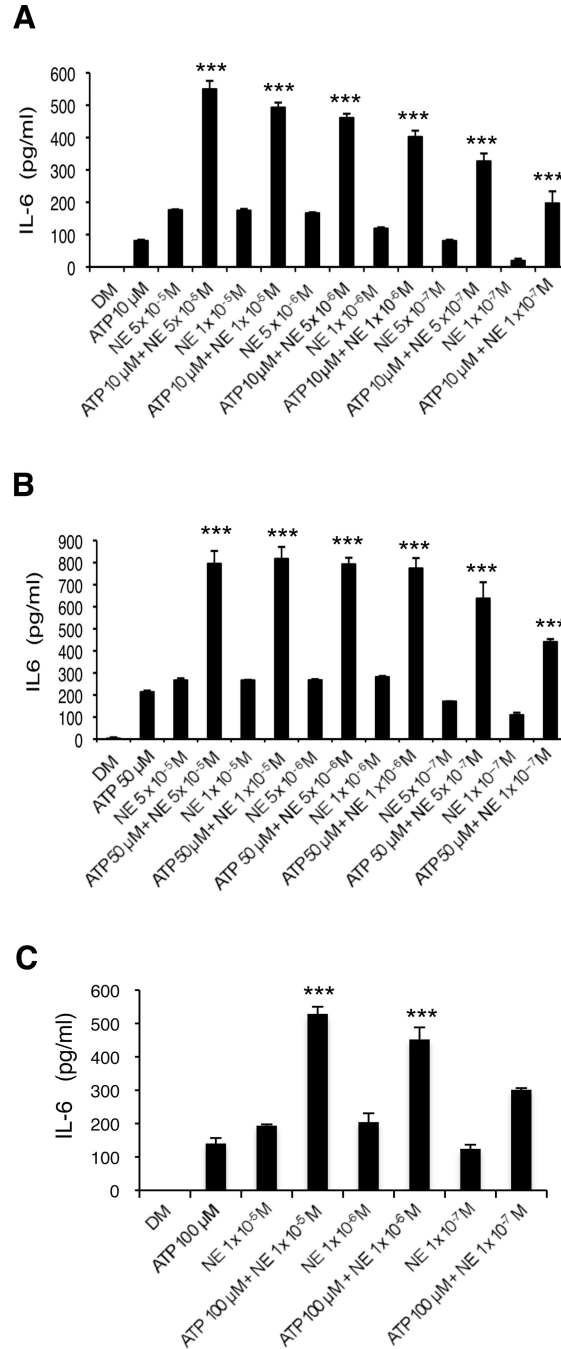 A
IL-6 (pg/ml)
600
500
400
300
200
100
0
***
***
***
***
***
***
DM
ATP 10 µM
NE 5x10⁻⁵M
ATP 10 µM+ NE 5x10⁻⁵M
NE 1x10⁻⁵M
ATP 10 µM+ NE 1x10⁻⁵M
NE 5x10⁻⁶M
ATP 10µM+ NE 5x10⁻⁶M
NE 1x10⁻⁶M
ATP 10µM+ NE 1x10⁻⁶M
NE 5x10⁻⁷M
ATP 10µM+ NE 5x10⁻⁷M
NE 1x10⁻⁷M
ATP 10 µM + NE 1x10⁻⁷M
B
IL6 (pg/ml)
900
800
700
600
500
400
300
200
100
0
***
***
***
***
***
***
DM
ATP 50 µM
NE 5x10⁻⁵M
ATP 50 µM+ NE 5x10⁻⁵M
NE 1x10⁻⁵M
ATP 50µM+ NE 1x10⁻⁵M
NE 5x10⁻⁶M
ATP 50 µM+ NE 5x10⁻⁶M
NE 1x10⁻⁶M
ATP 50 µM+ NE 1x10⁻⁶M
NE 5x10⁻⁷M
ATP 50 µM+ NE 5x10⁻⁷M
NE 1x10⁻⁷M
ATP 50 µM+ NE 1x10⁻⁷M
C
IL-6 (pg/ml)
600
500
400
300
200
100
0
***
***
DM
ATP 100 µM
NE 1x10⁻⁵M
ATP 100 µM+ NE 1x10⁻⁵M
NE 1x10⁻⁶M
ATP 100 µM + NE 1x10⁻⁶M
NE 1x10⁻⁷M
ATP 100 µM+ NE 1x10⁻⁷M